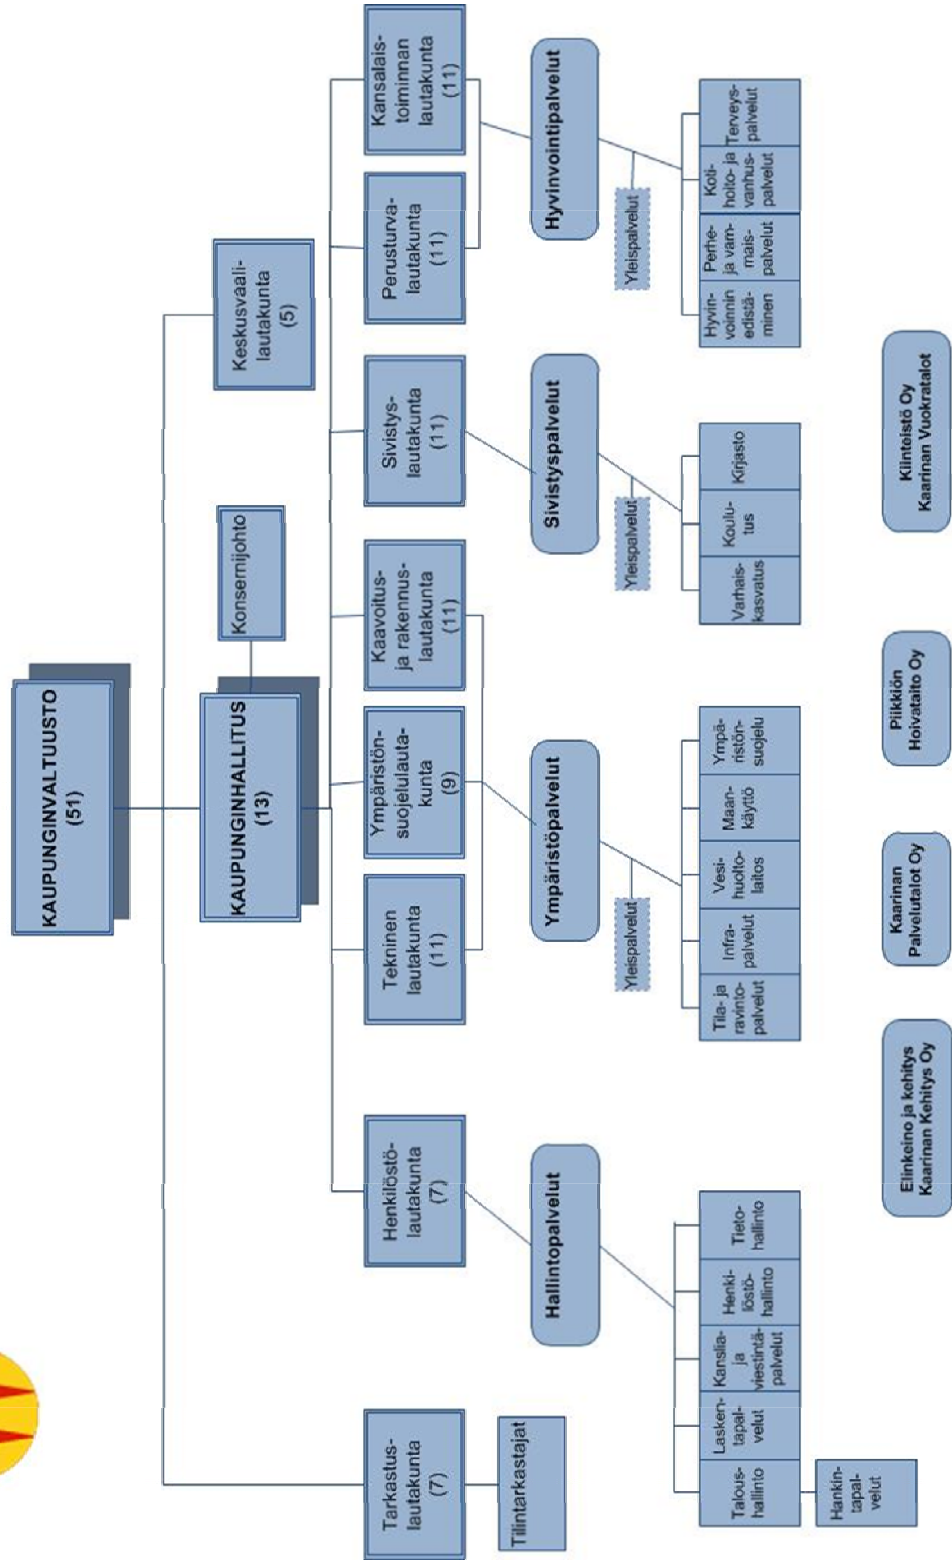 KAUPUNGINVALTUUSTO
(51)
KAUPUNGINHALLITUS
(13)
Konsernijohto
Keskusvaali-
lautakunta
(5)
Tarkastus-
lautakunta
(7)
Tilintarkastajat
Henkilöstö-
lautakunta
(7)
Tekninen
lautakunta
(11)
Ympäristön-
suojelulauta-
kunta
(9)
Kaavoitus-
ja rakennus-
lautakunta
(11)
Sivistys-
lautakunta
(11)
Perusturva-
lautakunta
(11)
Kansalais-
toiminnan
lautakunta
(11)
Hallintopalvelut
Ympäristöpalvelut
Sivistyspalvelut
Hyvinvointipalvelut
Yleispalvelut
Yleispalvelut
Yleispalvelut
Talous-
hallinto
Lasken-
tapal-
velut
Kanslia-
ja
viestintä-
palvelut
Henki-
löstö-
hallinto
Tieto-
hallinto
Hankin-
tapal-
velut
Tila- ja
ravinto-
palvelut
Infra-
palvelut
Vesi-
huolto-
laitos
Maan-
käyttö
Ympä-
ristön-
suojelu
Varhais-
kasvatus
Koulu-
tus
Kirjasto
Hyvin-
voinnin
edistä-
minen
Perhe-
ja vam-
mais-
palvelut
Koti-
hoito- ja
vanhus-
palvelut
Terveys-
palvelut
Elinkeino ja kehitys
Kaarinan Kehitys Oy
Kaarinan
Palvelutalot Oy
Piikkiön
Hoivataito Oy
Kiinteistö Oy
Kaarinan Vuokratalot